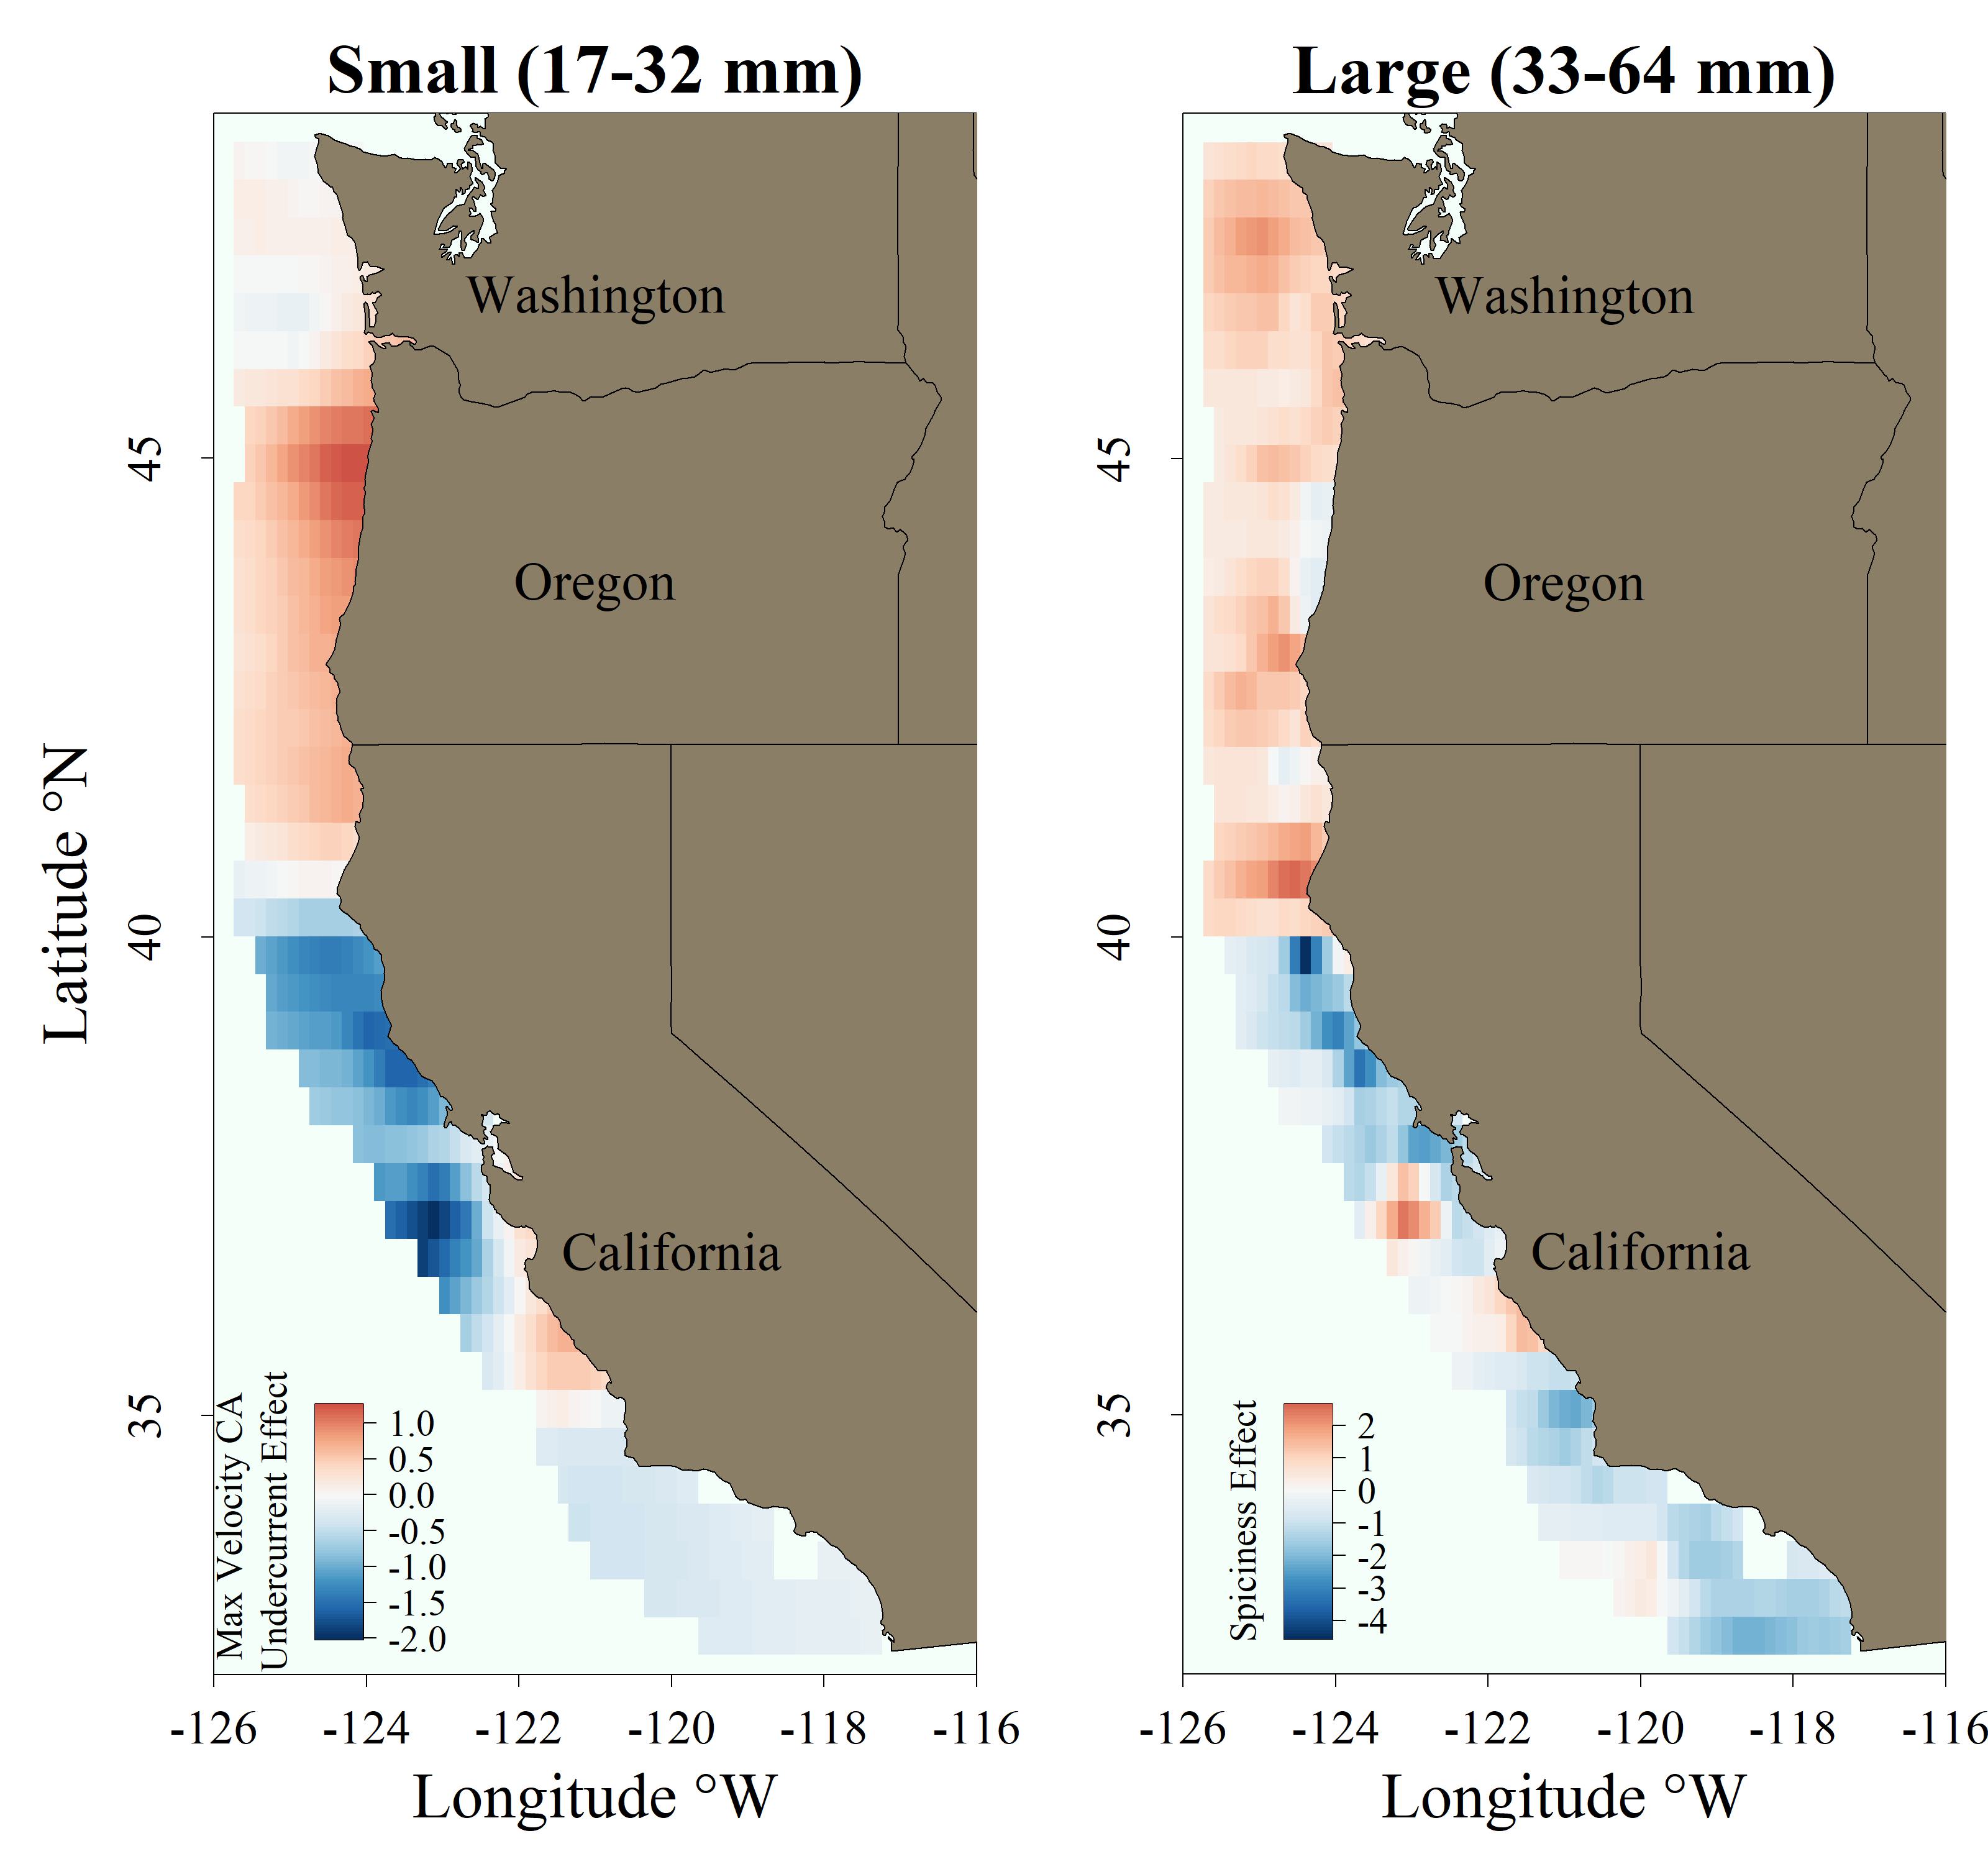 Small (17-32 mm)
Large (33-64 mm)
Latitude °N
45
40
35
Washington
Oregon
California
Max Velocity CA
Undercurrent Effect
1.0
0.5
0.0
-0.5
-1.0
-1.5
-2.0
-126
-124
-122
-120
-118
-116
Longitude °W
45
40
35
Washington
Oregon
California
Spiciness Effect
2
1
0
-1
-2
-3
-4
-126
-124
-122
-120
-118
-116
Longitude °W